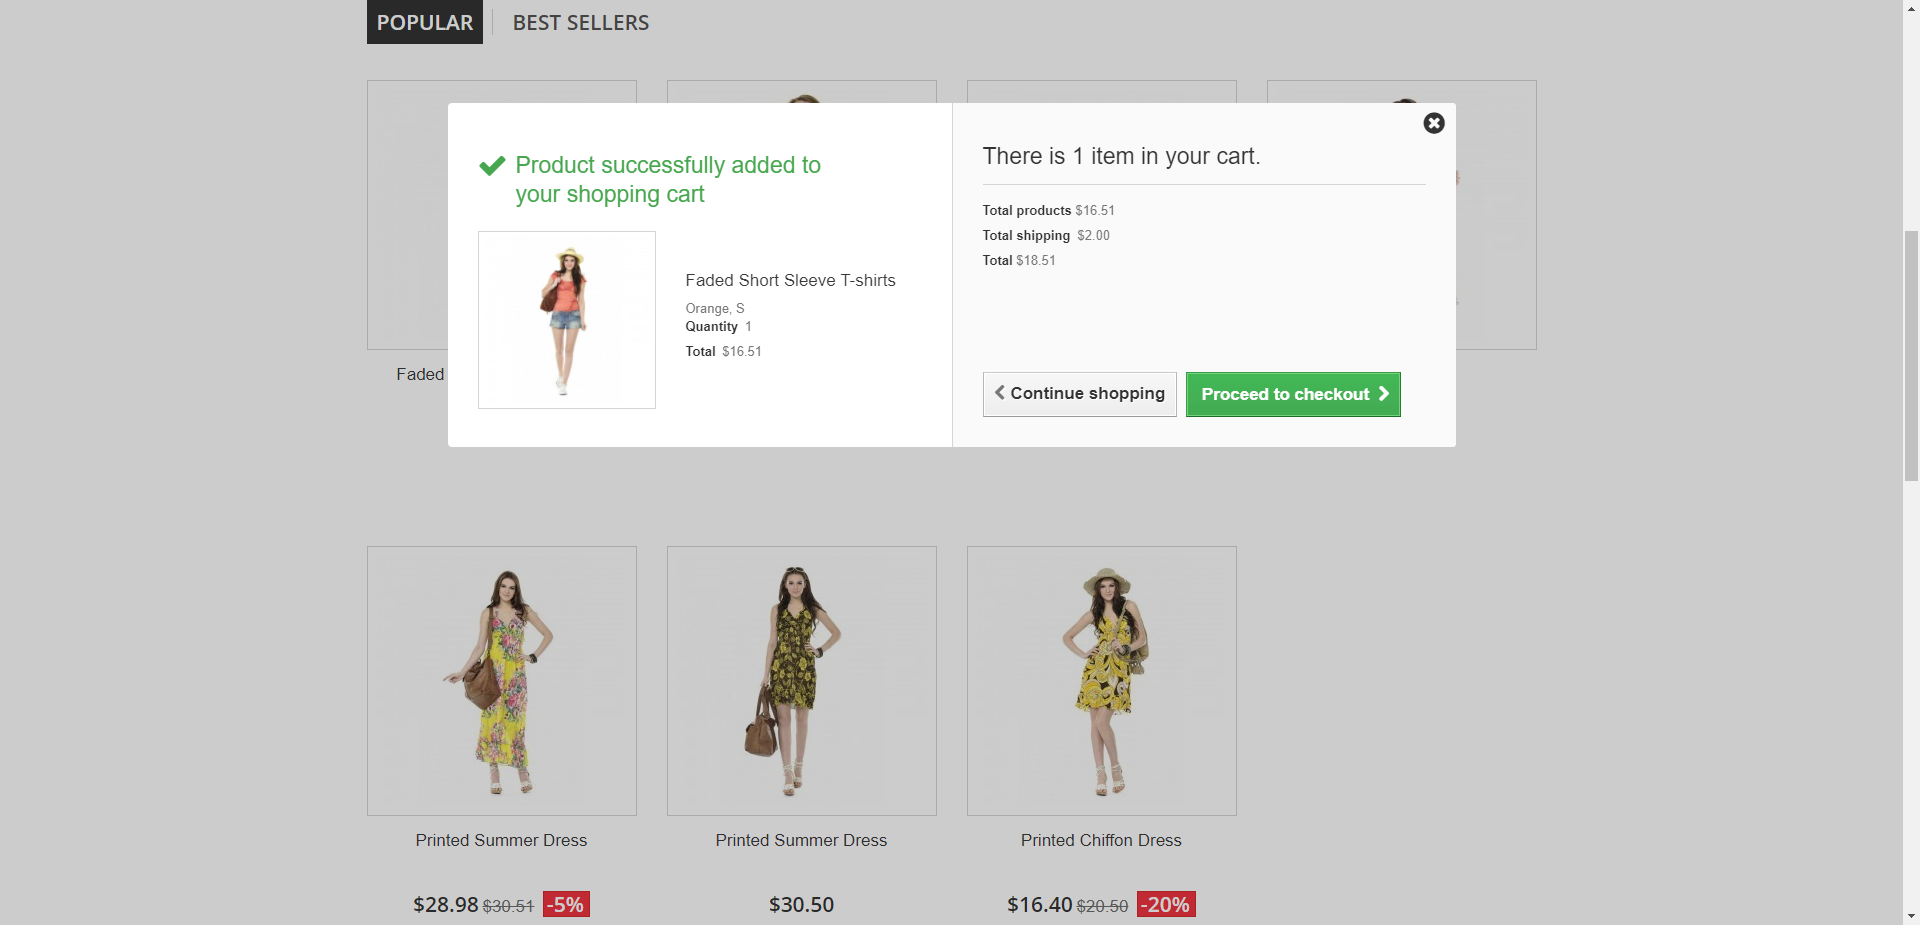 POPULAR
BEST SELLERS
Product successfully added to
your shopping cart
Faded Short Sleeve T-shirts
Orange, S
Quantity 1
Total $16.51
There is 1 item in your cart.
Total products $16.51
Total shipping $2.00
Total $18.51
Continue shopping
Proceed to checkout
Faded
Printed Summer Dress
Printed Summer Dress
Printed Chiffon Dress
$28.98 $30.51 -5%
$30.50
$16.40 $20.50 -20%